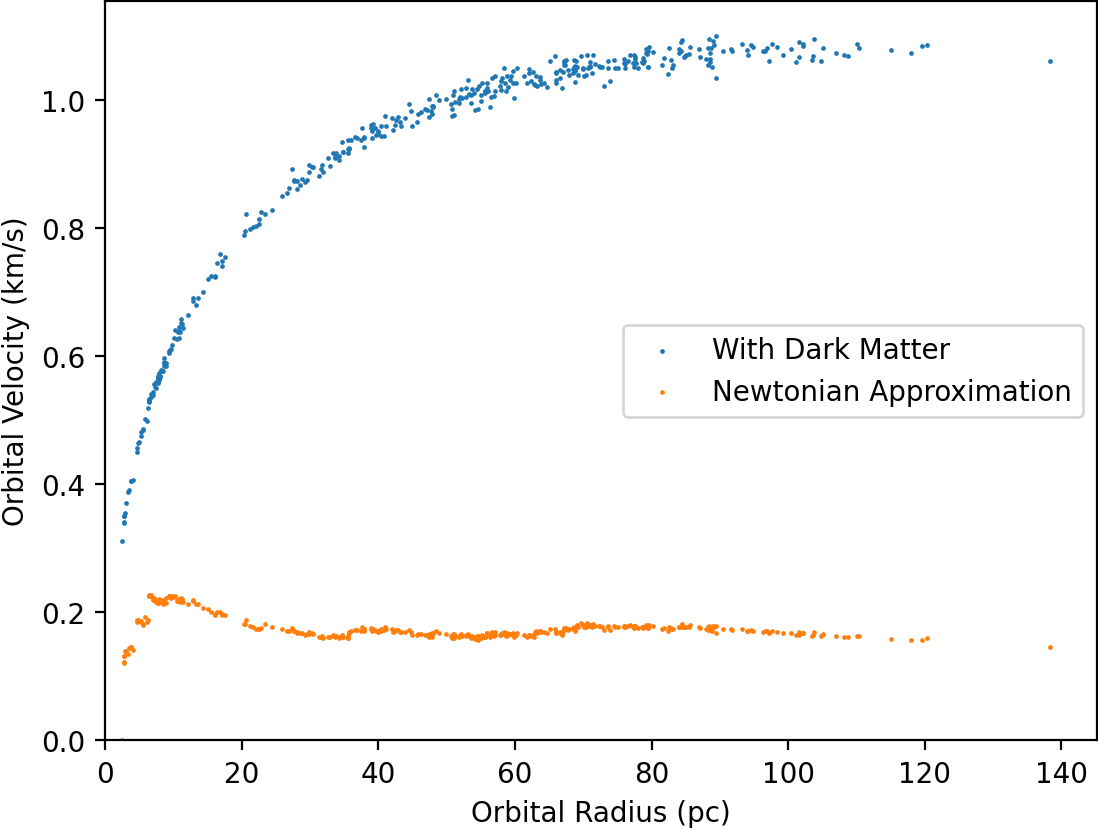 1.0
0.8
0.6
0.4
0.2
0.0
Orbital Velocity (km/s)
With Dark Matter
Newtonian Approximation
0 20 40 60 80 100 120 140
Orbital Radius (pc)